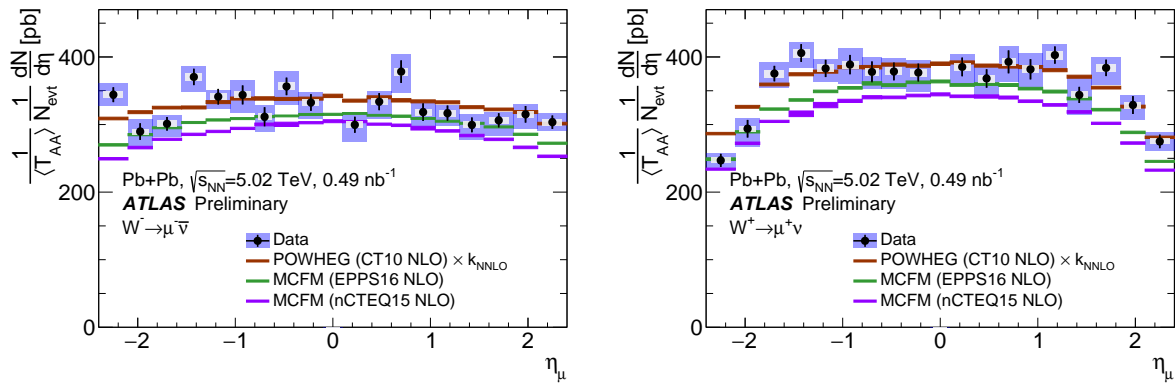 1/⟨T_AA⟩ 1/N_evt dN/dη [pb]
400
200
0
Pb+Pb, √s_NN=5.02 TeV, 0.49 nb⁻¹
ATLAS Preliminary
W⁻→μ⁻ν̅
Data
POWHEG (CT10 NLO) × k_NNLO
MCFM (EPPS16 NLO)
MCFM (nCTEQ15 NLO)
−2 −1 0 1 2
η_μ
1/⟨T_AA⟩ 1/N_evt dN/dη [pb]
400
200
0
Pb+Pb, √s_NN=5.02 TeV, 0.49 nb⁻¹
ATLAS Preliminary
W⁺→μ⁺ν
Data
POWHEG (CT10 NLO) × k_NNLO
MCFM (EPPS16 NLO)
MCFM (nCTEQ15 NLO)
−2 −1 0 1 2
η_μ